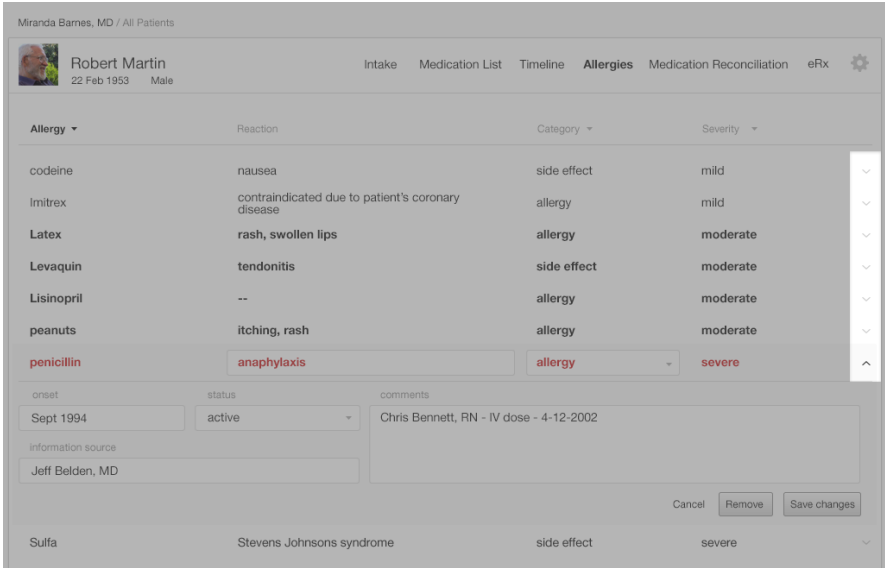 Miranda Barnes, MD / All Patients
Robert Martin
22 Feb 1953 Male
Intake Medication List Timeline Allergies Medication Reconciliation eRx
Allergy Reaction Category Severity
codeine nausea side effect mild
Imitrex contraindicated due to patient's coronary disease allergy mild
Latex rash, swollen lips allergy moderate
Levaquin tendonitis side effect moderate
Lisinopril -- allergy moderate
peanuts itching, rash allergy moderate
penicillin anaphylaxis allergy severe
onset status comments
Sept 1994 active Chris Bennett, RN - IV dose - 4-12-2002
information source
Jeff Belden, MD
Cancel Remove Save changes
Sulfa Stevens Johnsons syndrome side effect severe